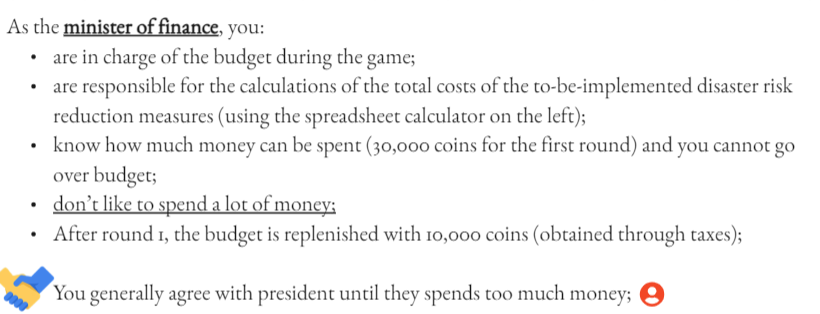 As the minister of finance, you:
• are in charge of the budget during the game;
• are responsible for the calculations of the total costs of the to-be-implemented disaster risk
reduction measures (using the spreadsheet calculator on the left);
• know how much money can be spent (30,000 coins for the first round) and you cannot go
over budget;
• don't like to spend a lot of money;
• After round 1, the budget is replenished with 10,000 coins (obtained through taxes);
You generally agree with president until they spends too much money;